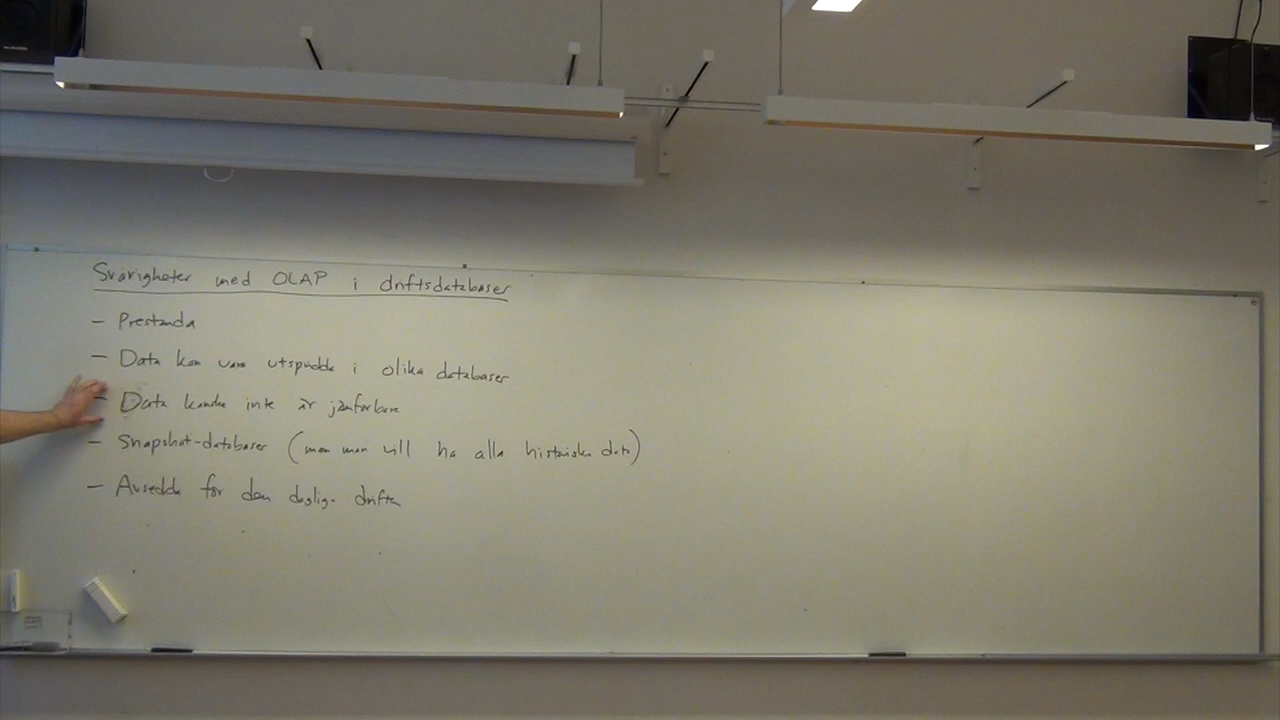 Svårigheter med OLAP i driftsdatabaser
- Prestanda
- Data kan vara utspridda i olika databaser
- Data kanske inte är jämförbara
- Snapshot-databaser (men man vill ha alla historiska data)
- Avsedda för den dagliga driften